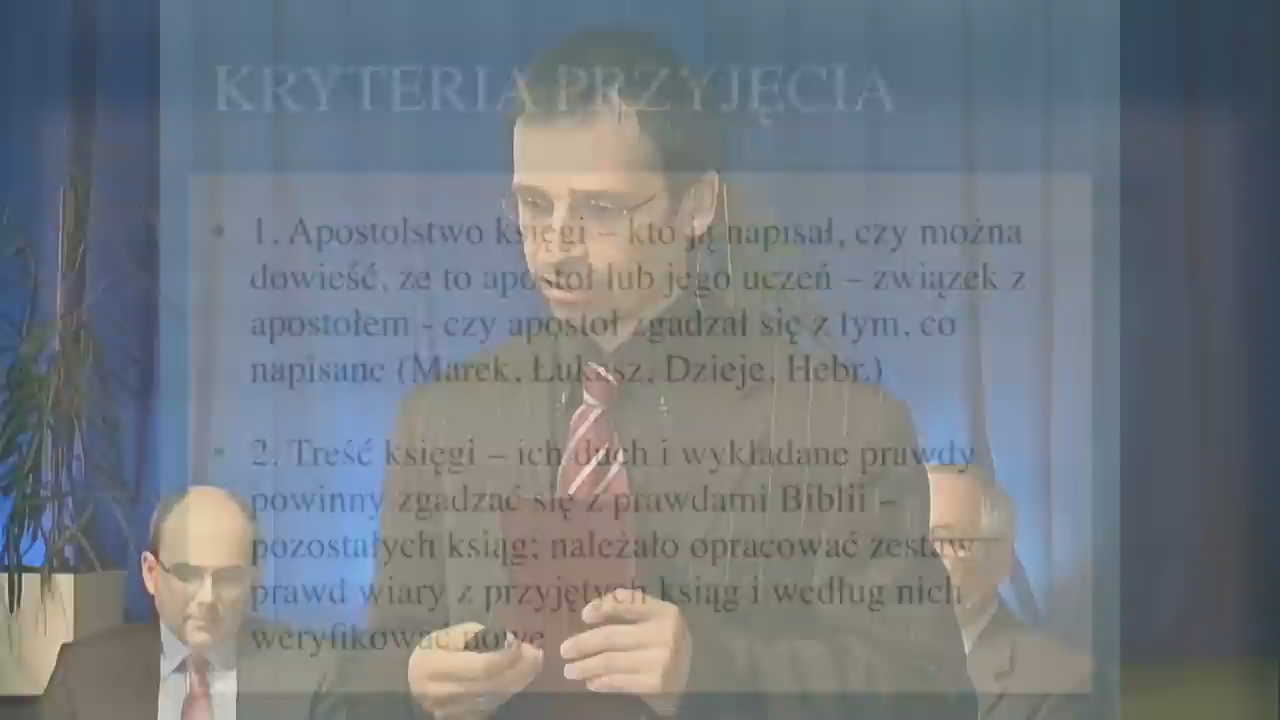 KRYTERIA PRZYJĘCIA
• 1. Apostolstwo księgi – kto ją napisał, czy można
dowieść, że to apostoł lub jego uczeń – związek z
apostołem - czy apostoł zgadzał się z tym, co
napisane (Marek, Łukasz, Dzieje, Hebr.)
• 2. Treść księgi – ich duch i wykładane prawdy
powinny zgadzać się z prawdami Biblii –
pozostałych ksiąg; należało opracować zestaw
prawd wiary z przyjętych ksiąg i według nich
weryfikować nowe